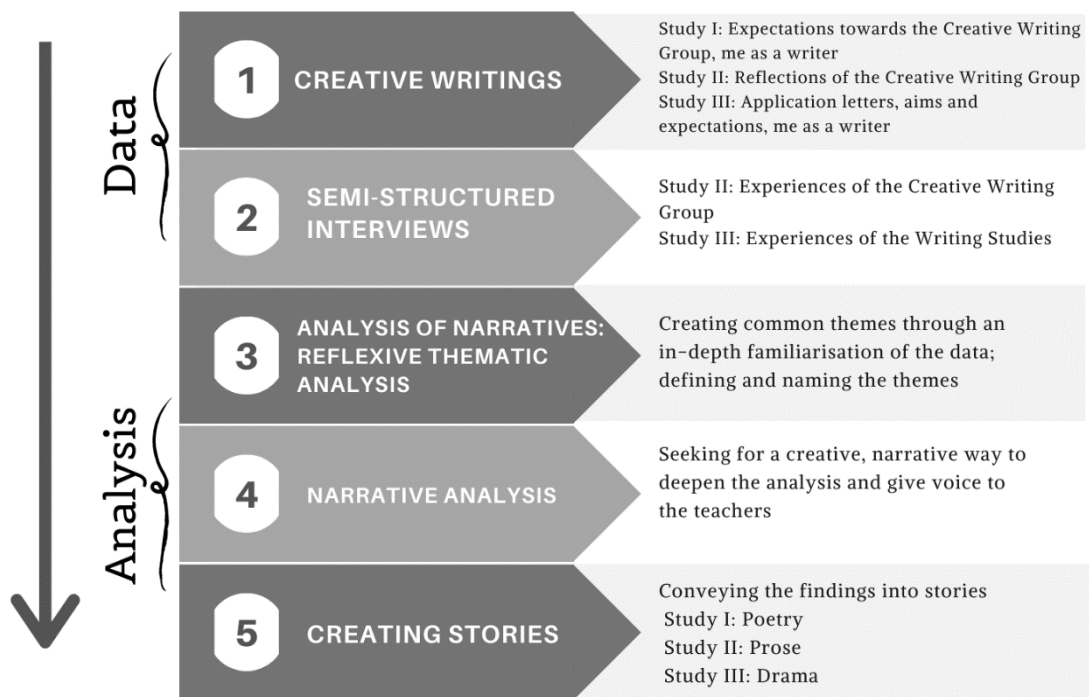 Data
1
CREATIVE WRITINGS
Study I: Expectations towards the Creative Writing
Group, me as a writer
Study II: Reflections of the Creative Writing Group
Study III: Application letters, aims and
expectations, me as a writer
2
SEMI-STRUCTURED
INTERVIEWS
Study II: Experiences of the Creative Writing
Group
Study III: Experiences of the Writing Studies
Analysis
3
ANALYSIS OF NARRATIVES:
REFLEXIVE THEMATIC
ANALYSIS
Creating common themes through an
in-depth familiarisation of the data;
defining and naming the themes
4
NARRATIVE ANALYSIS
Seeking for a creative, narrative way to
deepen the analysis and give voice to
the teachers
5
CREATING STORIES
Conveying the findings into stories
Study I: Poetry
Study II: Prose
Study III: Drama